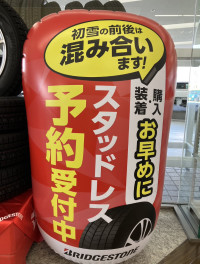 初雪の前後は
混み合い
ます!
購入
装着
お早めに
スタッドレス
予約受付中
BRIDGESTONE